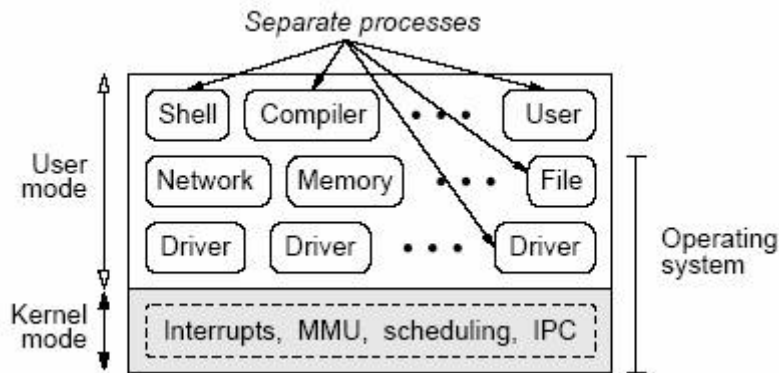 Separate processes
Shell Compiler • • • User
User
mode
Network Memory • • • File
Driver Driver • • • Driver
Operating
system
Kernel
mode
Interrupts, MMU, scheduling, IPC